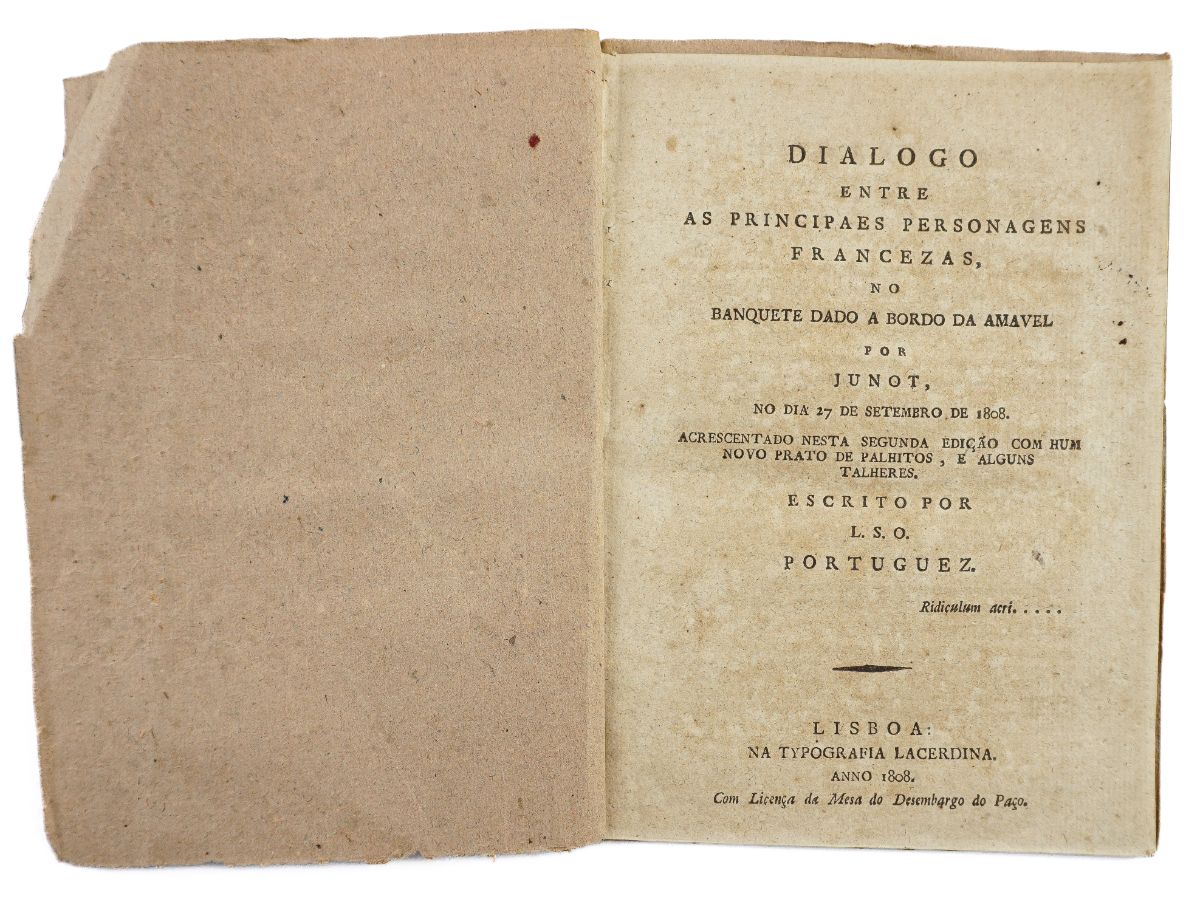 DIALOGO
ENTRE
AS PRINCIPAES PERSONAGENS
FRANCEZAS,
NO
BANQUETE DADO A BORDO DA AMAVEL
POR
JUNOT,
NO DIA 27 DE SETEMBRO DE 1808.
ACRESCENTADO NESTA SEGUNDA EDIÇÃO COM HUM
NOVO PRATO DE PALHITOS, E ALGUNS
TALHERES.
ESCRITO POR
L. S. O.
PORTUGUEZ.
Ridiculum acri.....
LISBOA:
NA TYPOGRAFIA LACERDINA.
ANNO 1808.
Com Licença da Mesa do Desembargo do Paço.